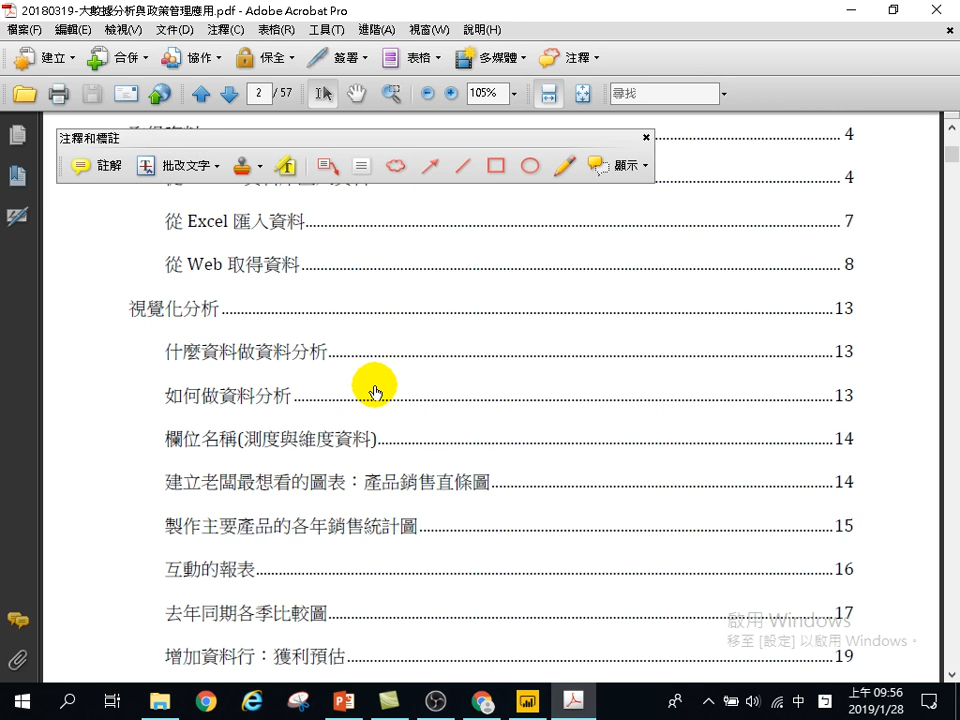 20180319-大數據分析與政策管理應用.pdf - Adobe Acrobat Pro
檔案(F) 編輯(E) 檢視(V) 文件(D) 注釋(C) 表格(R) 工具(T) 進階(A) 視窗(W) 說明(H)
建立 合併 協作 保全 簽署 表格 多媒體 注釋
2 / 57 105% 尋找
注釋和標註
4
註解 批改文字 顯示
4
從 Excel 匯入資料 7
從 Web 取得資料 8
視覺化分析 13
什麼資料做資料分析 13
如何做資料分析 13
欄位名稱(測度與維度資料) 14
建立老闆最想看的圖表：產品銷售直條圖 14
製作主要產品的各年銷售統計圖 15
互動的報表 16
去年同期各季比較圖 17
啟用 Windows
移至 [設定] 以啟用 Windows。
增加資料行：獲利預估 19
中
上午 09:56
2019/1/28